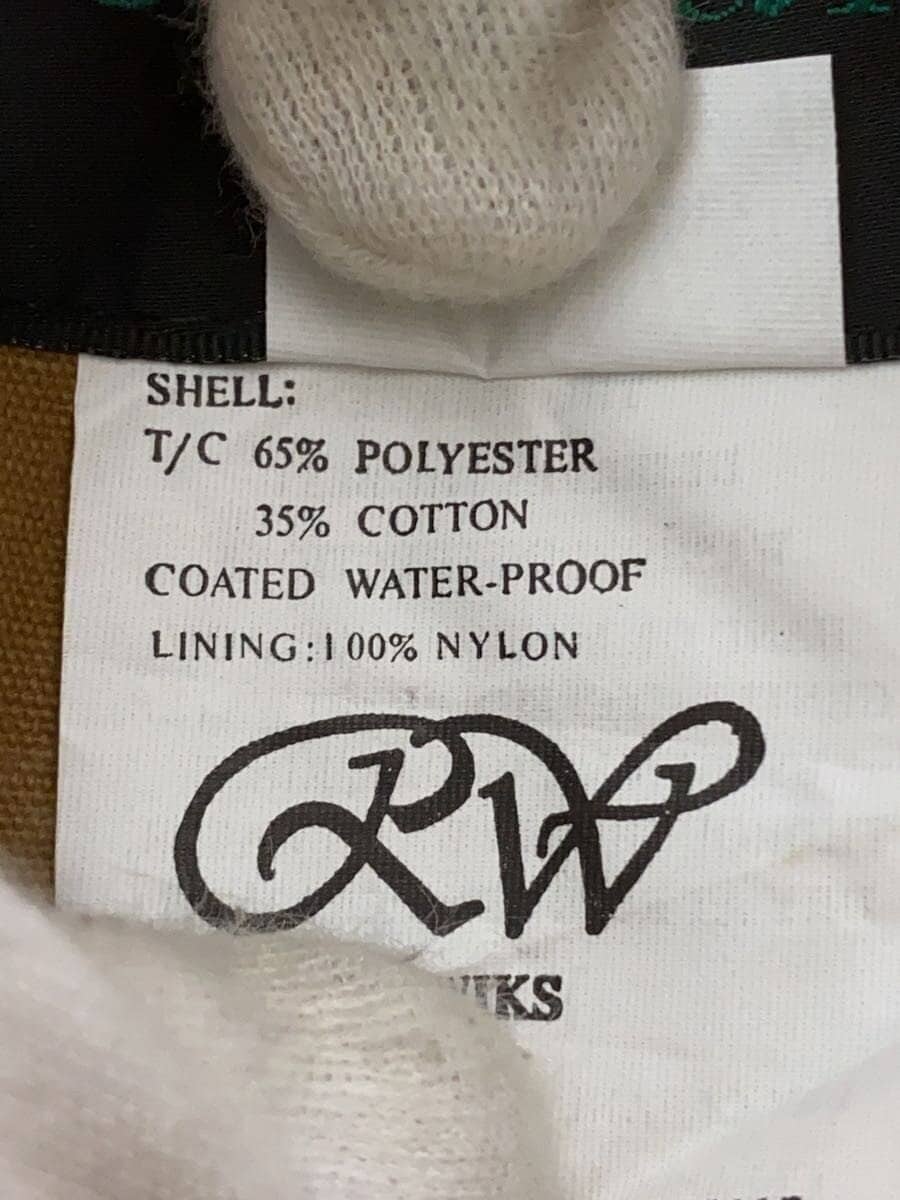 SHELL:
T/C 65% POLYESTER
35% COTTON
COATED WATER-PROOF
LINING:100% NYLON
RW